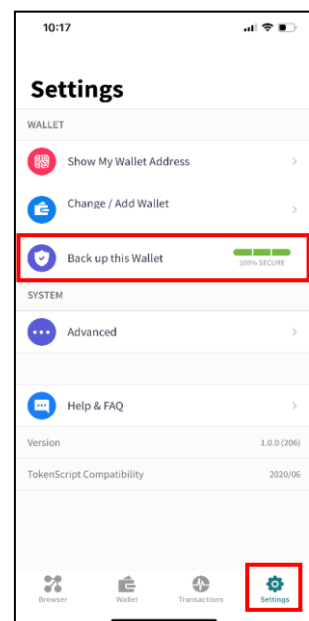 10:17
Settings
WALLET
Show My Wallet Address
Change / Add Wallet
Back up this Wallet
100% SECURE
SYSTEM
Advanced
Help & FAQ
Version 1.0.0 (206)
TokenScript Compatibility 2020/06
Browser Wallet Transactions Settings